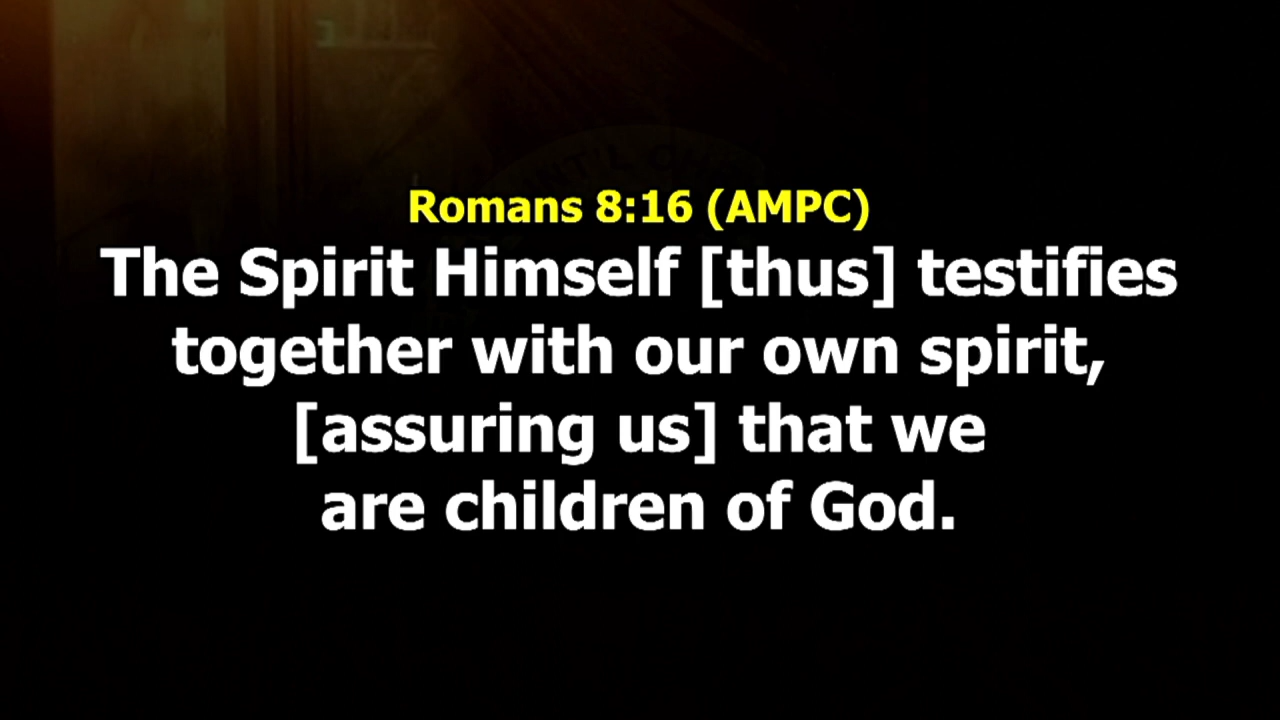 Romans 8:16 (AMPC)
The Spirit Himself [thus] testifies
together with our own spirit,
[assuring us] that we
are children of God.
INT'L